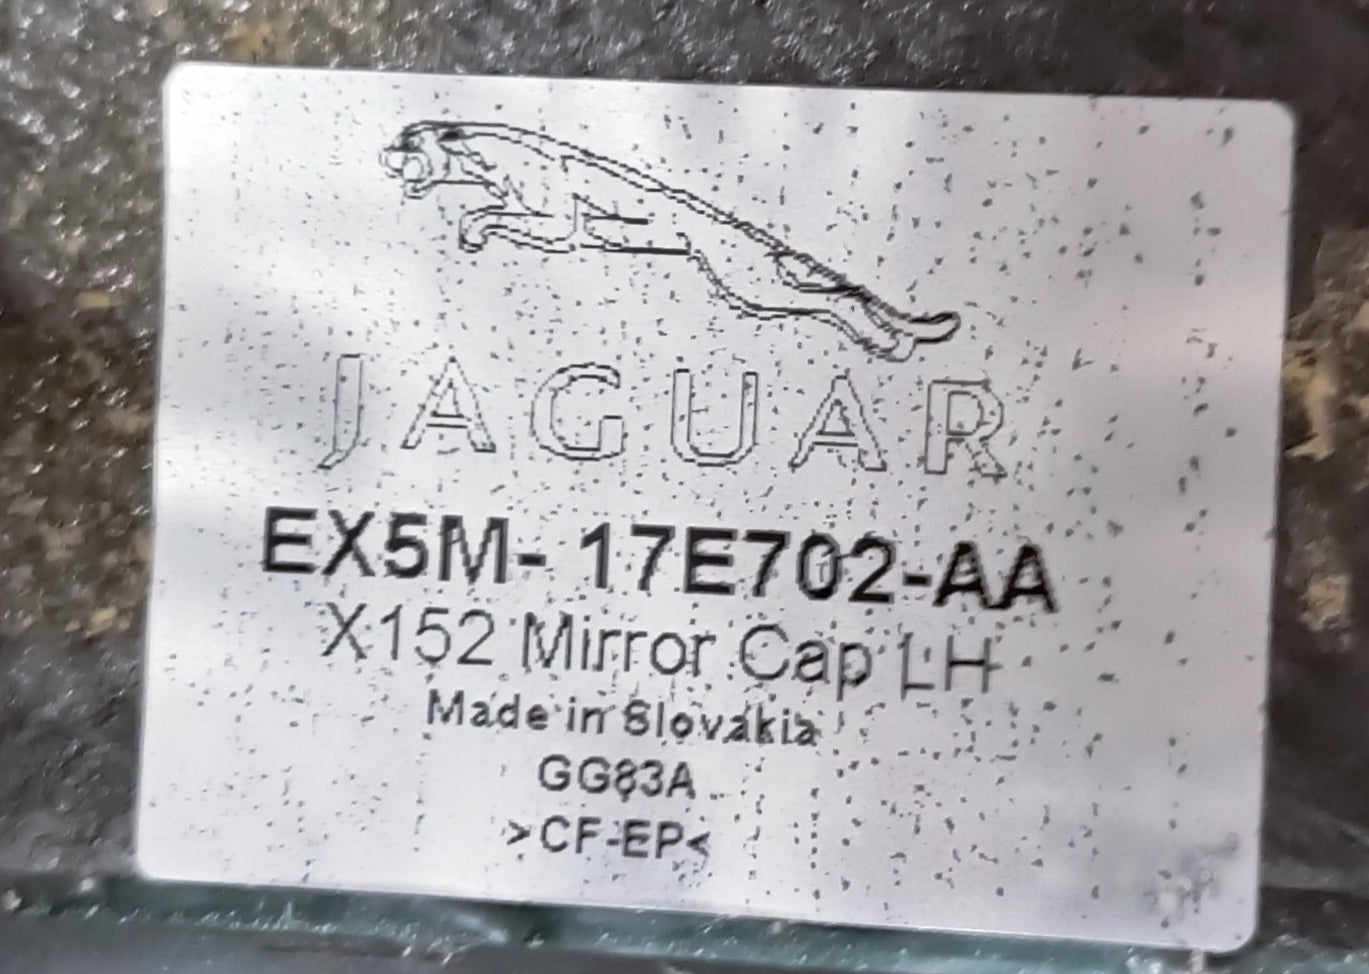 JAGUAR
EX5M- 17E702-AA
X152 Mirror Cap LH
Made in Slovakia
GG83A
>CF-EP<